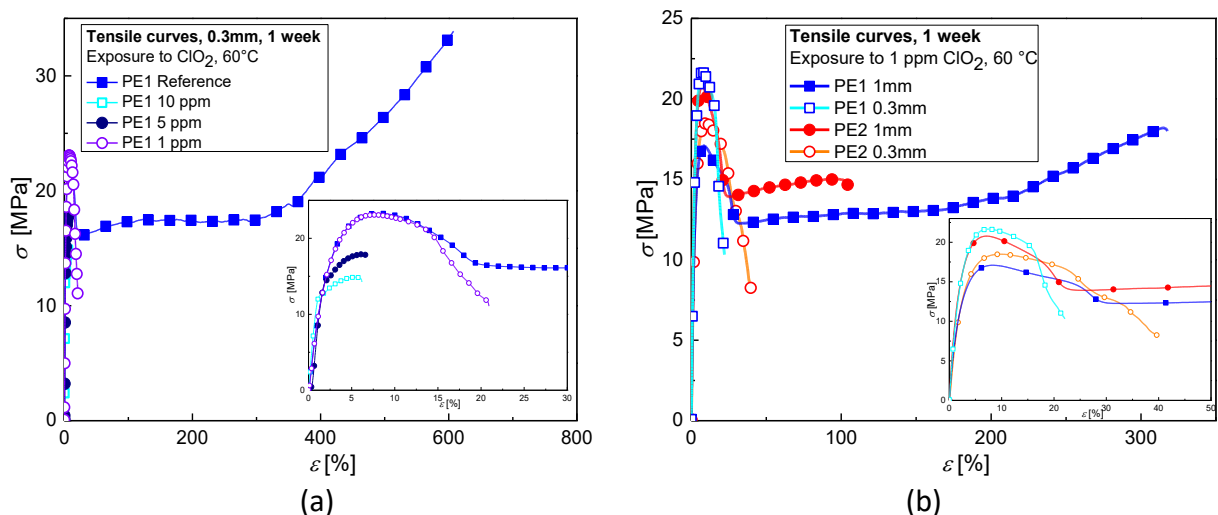 Tensile curves, 0.3mm, 1 week
Exposure to ClO2, 60°C
PE1 Reference
PE1 10 ppm
PE1 5 ppm
PE1 1 ppm
σ [MPa]
30
20
10
0
0
200
400
600
800
ε [%]
σ [MPa]
20
10
0
0
5
10
15
20
25
30
ε [%]
(a)
Tensile curves, 1 week
Exposure to 1 ppm ClO2, 60 °C
PE1 1mm
PE1 0.3mm
PE2 1mm
PE2 0.3mm
σ [MPa]
25
20
15
10
5
0
0
100
200
300
ε [%]
σ [MPa]
20
15
10
5
0
0
10
20
30
40
50
ε [%]
(b)